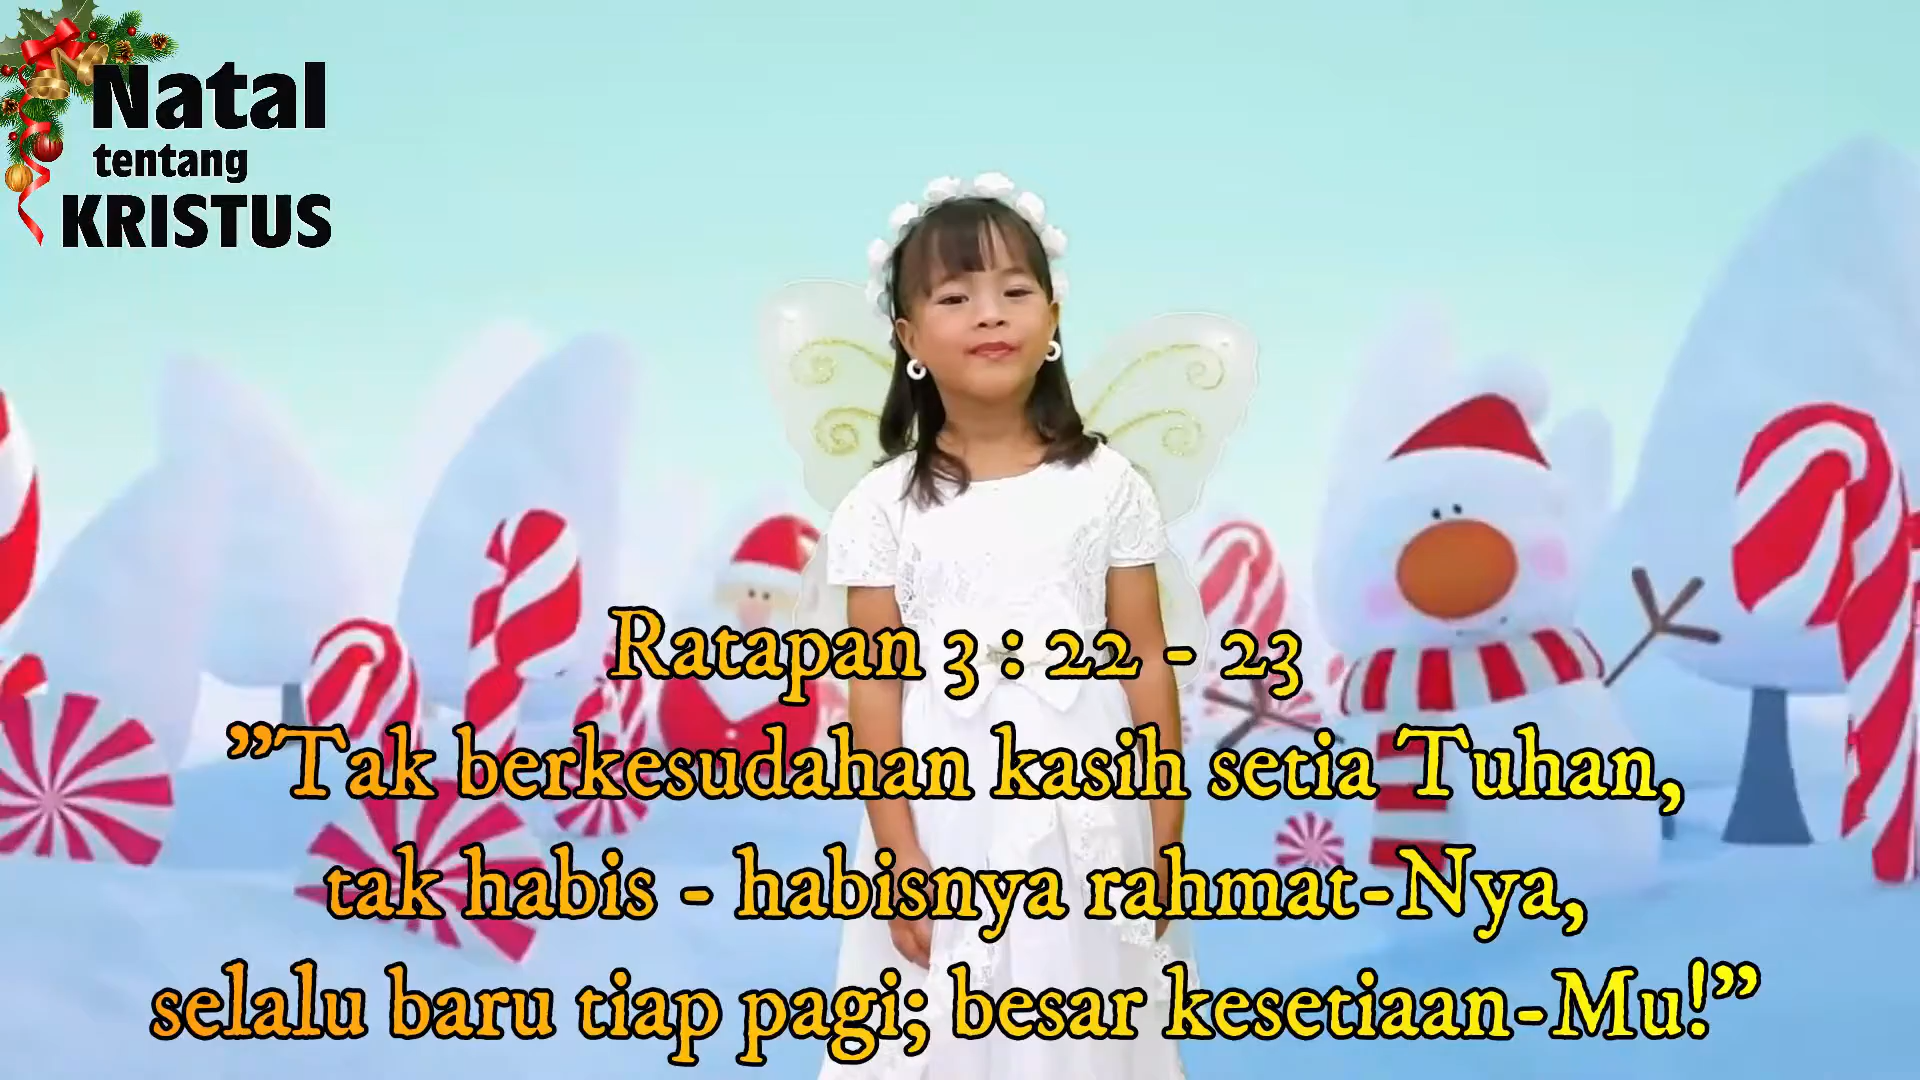 Natal
tentang
KRISTUS
Ratapan 3 : 22 - 23
"Tak berkesudahan kasih setia Tuhan,
tak habis - habisnya rahmat-Nya,
selalu baru tiap pagi; besar kesetiaan-Mu!"